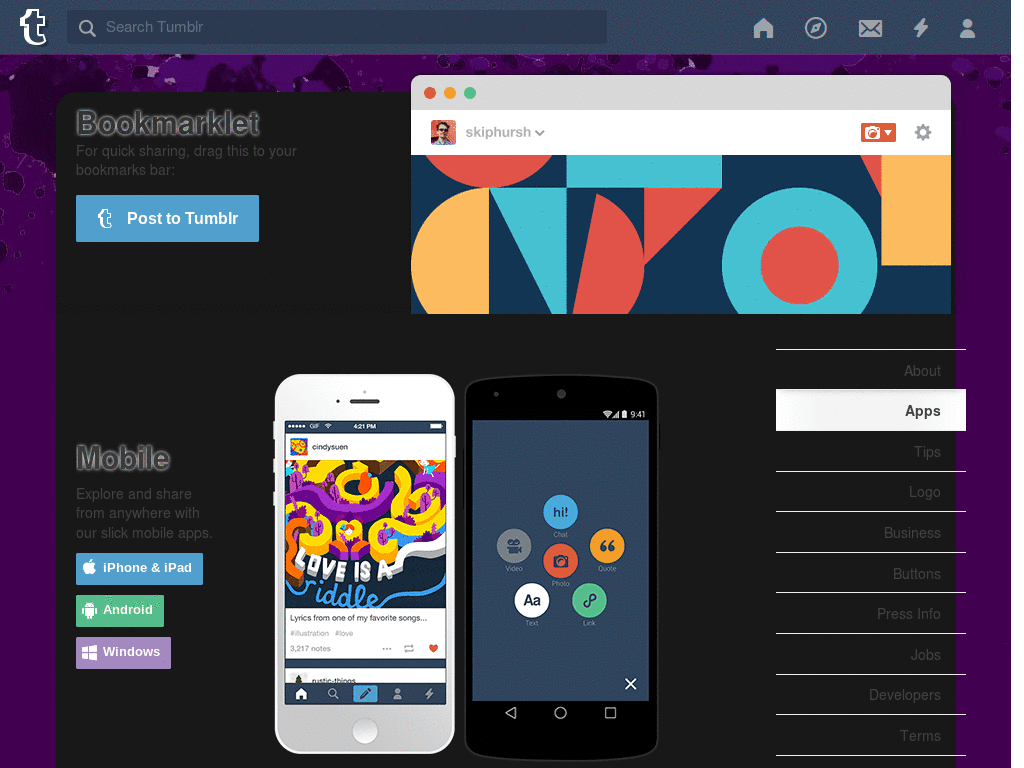 Search Tumblr
Bookmarklet
For quick sharing, drag this to your
bookmarks bar:
Post to Tumblr
skiphursh
About
Apps
Tips
Logo
Business
Buttons
Press Info
Jobs
Developers
Terms
Mobile
Explore and share
from anywhere with
our slick mobile apps.
iPhone & iPad
Android
Windows
GIF
4:21 PM
cindysuen
LOVE IS A
riddle
Lyrics from one of my favorite songs...
#illustration #love
3,217 notes
rustic-things
9:41
hi!
Chat
Video
Quote
Photo
Aa
Text
Link